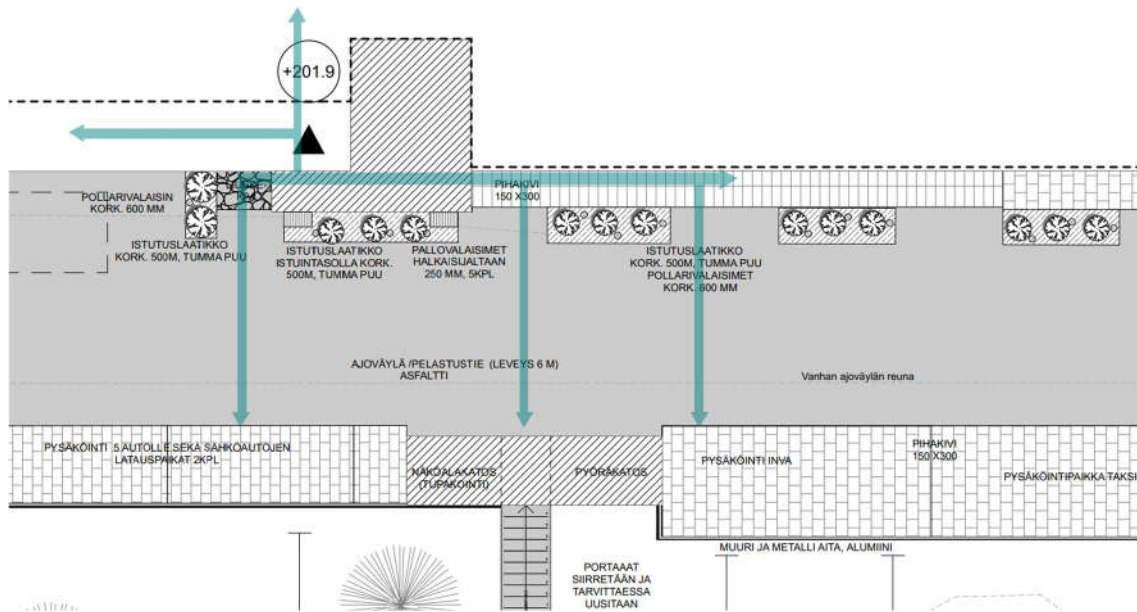 +201.9
POLLARIVALAISIN
KORK. 600 MM
PIHAKIVI
150 X300
ISTUTUSLAATIKKO
KORK. 500M, TUMMA PUU
ISTUTUSLAATIKKO
ISTUINTASOLLA KORK.
500M, TUMMA PUU
PALLOVALAISIMET
HALKAISIJALTAAN
250 MM, 5KPL
ISTUTUSLAATIKKO
KORK. 500M, TUMMA PUU
POLLARIVALAISIMET
KORK. 600 MM
AJOVÄYLÄ /PELASTUSTIE (LEVEYS 6 M)
ASFALTTI
Vanhan ajoväylän reuna
PYSÄKÖINTI 5 AUTOLLE SEKÄ SÄHKÖAUTOJEN
LATAUSPAIKAT 2KPL
NÄKÖALAKATOS
(TUPAKOINTI)
PYÖRÄKATOS
PYSÄKÖINTI INVA
PIHAKIVI
150 X300
PYSÄKÖINTIPAIKKA TAKSI
MUURI JA METALLI AITA, ALUMIINI
PORTAAAT
SIIRRETÄÄN JA
TARVITTAESSA
UUSITAAN